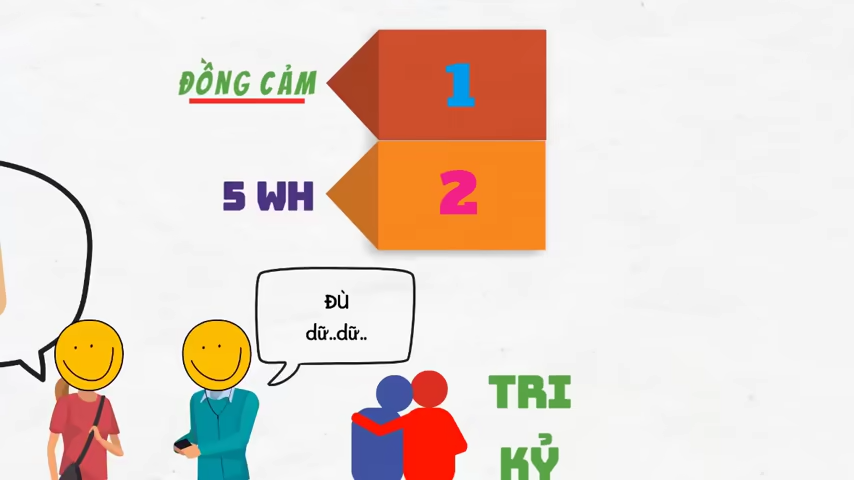 ĐỒNG CẢM
1
5 WH
2
ĐÙ
dữ..dữ..
TRI
KỶ